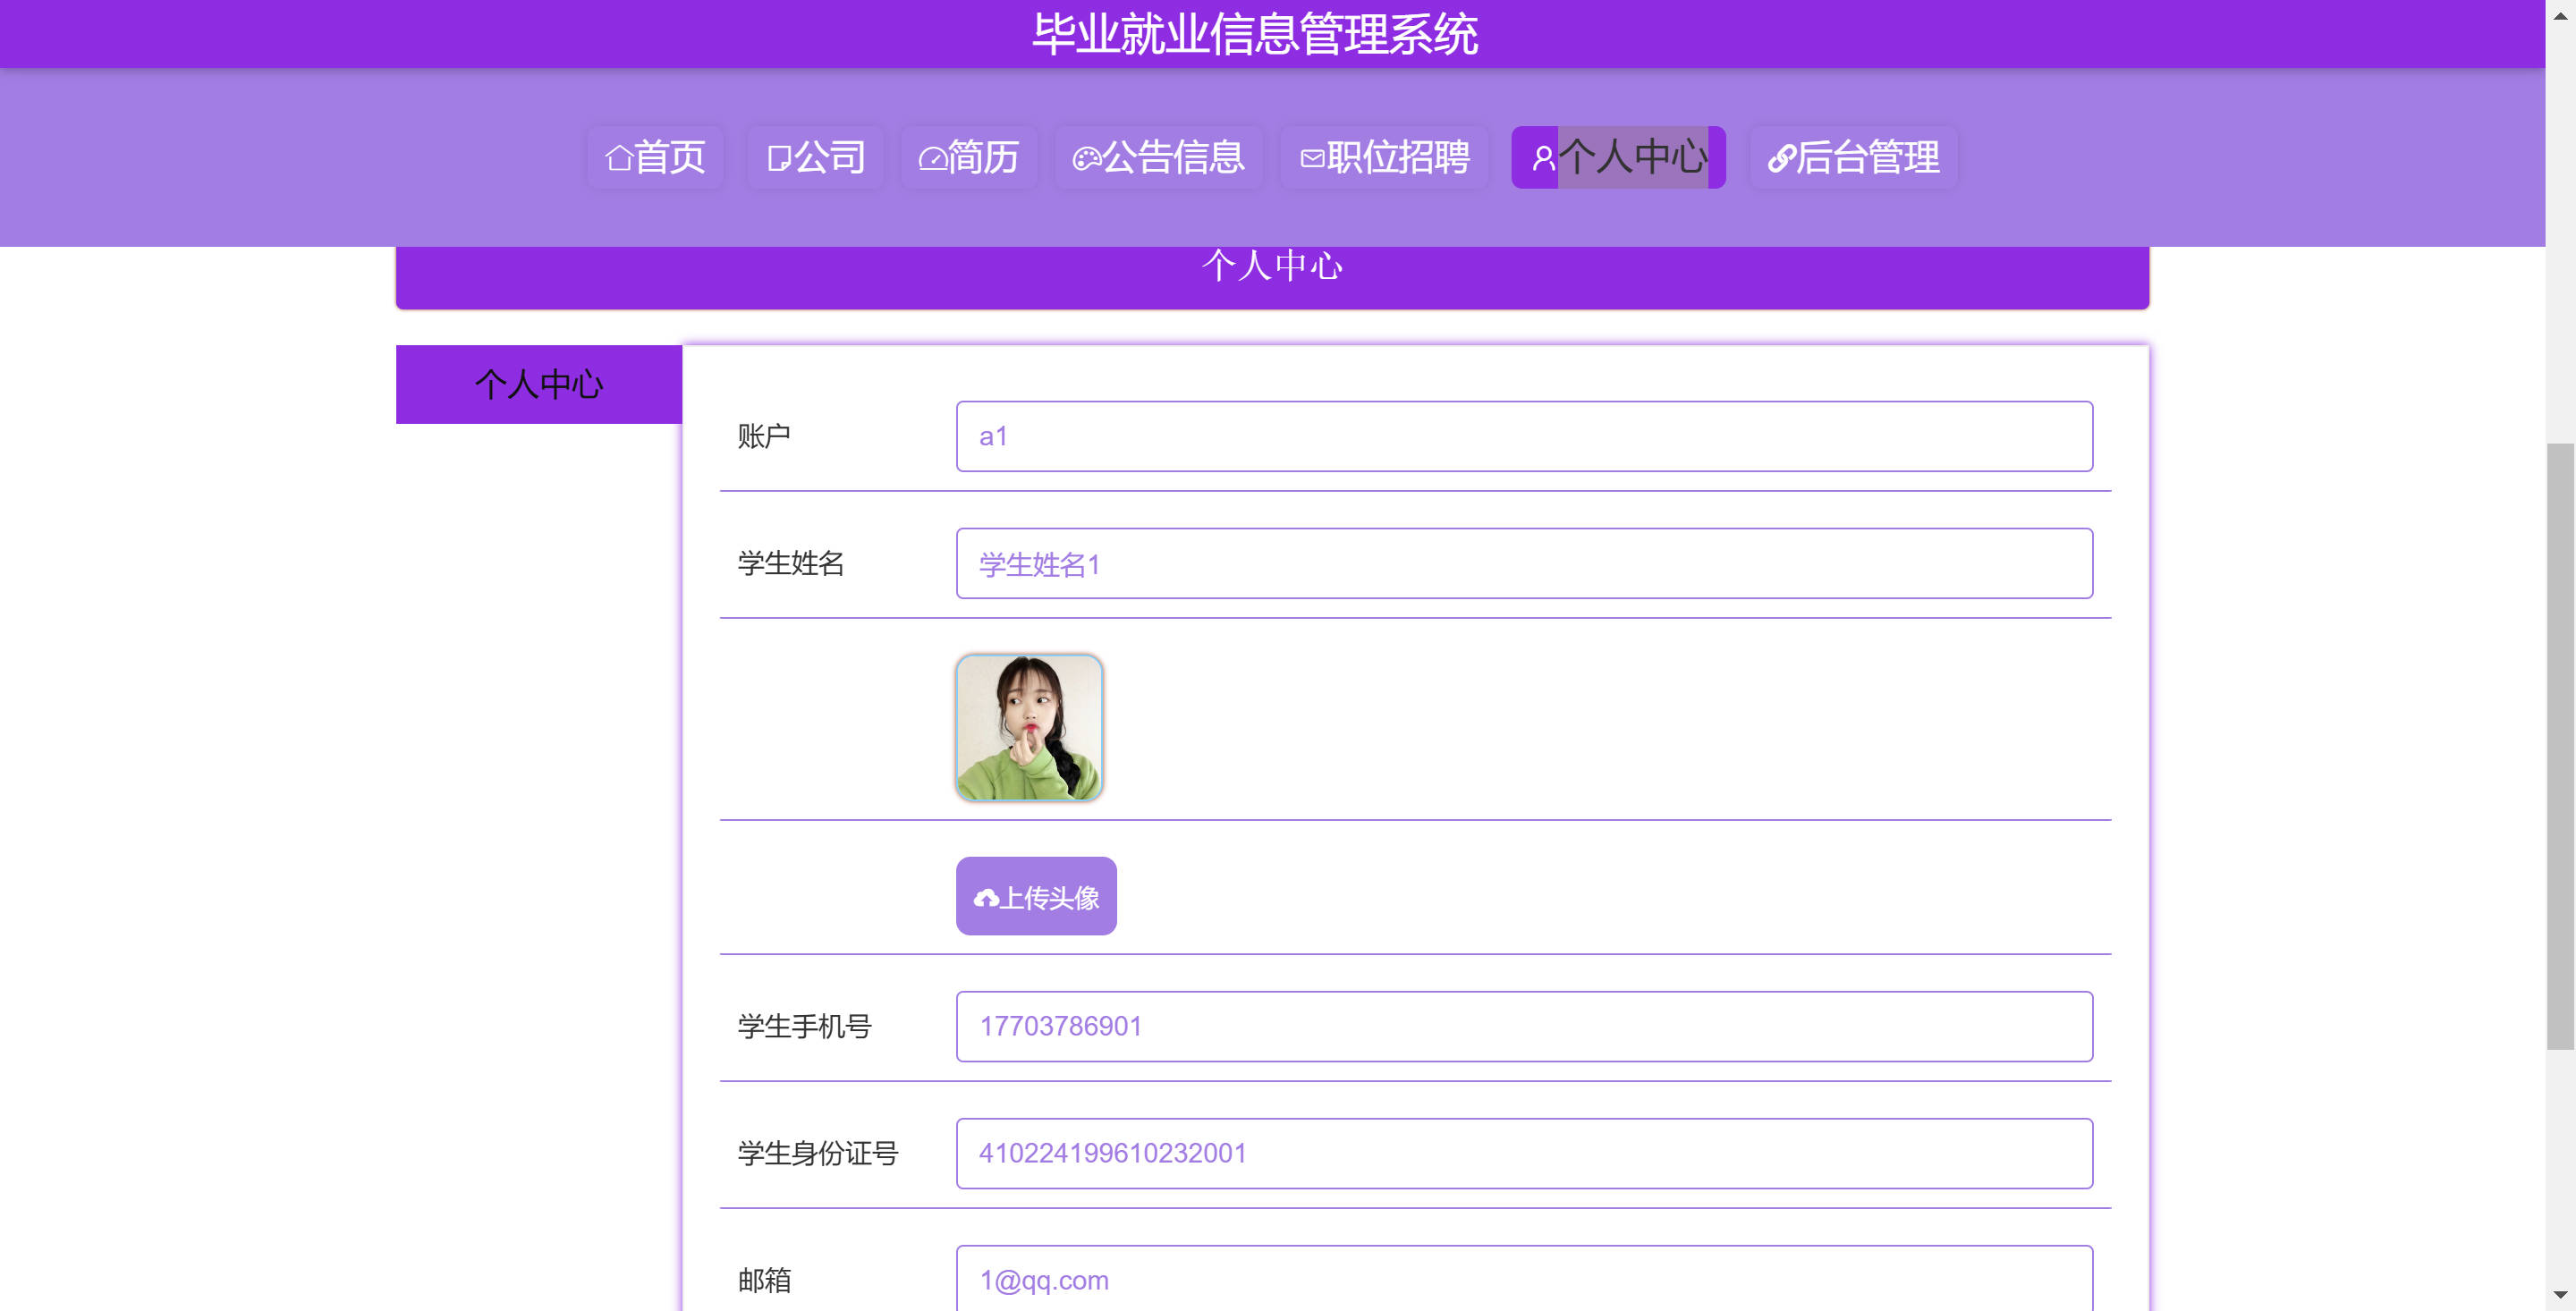 毕业就业信息管理系统
首页 公司 简历 公告信息 职位招聘 个人中心 后台管理
个人中心
个人中心
账户 a1
学生姓名 学生姓名1
上传头像
学生手机号 17703786901
学生身份证号 410224199610232001
邮箱 1@qq.com